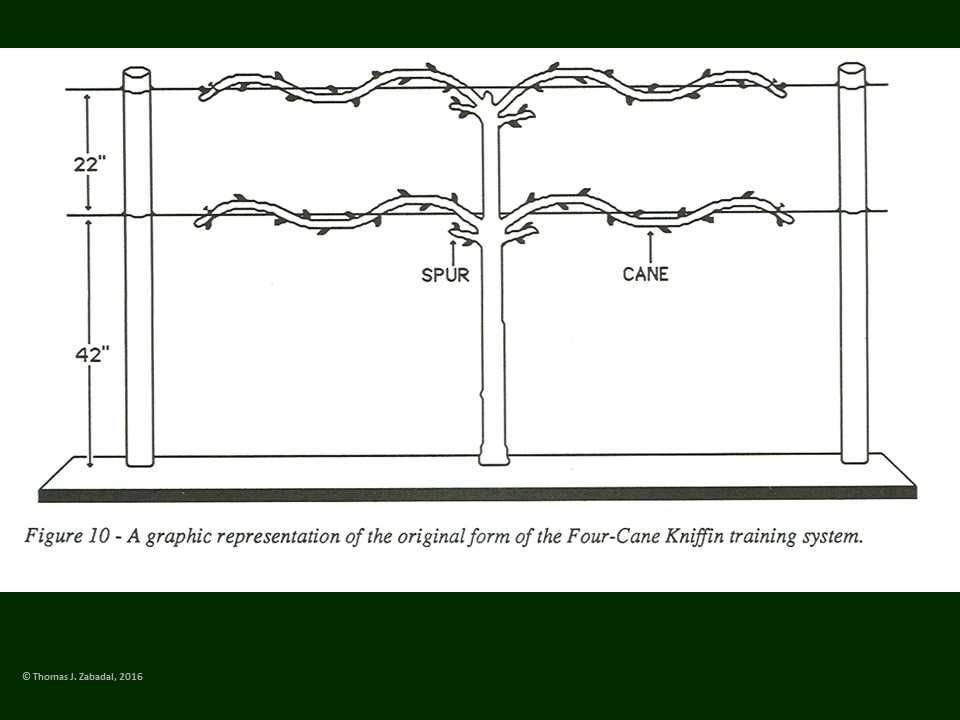 22"
SPUR
CANE
42"
Figure 10 - A graphic representation of the original form of the Four-Cane Kniffin training system.
© Thomas J. Zabadal, 2016